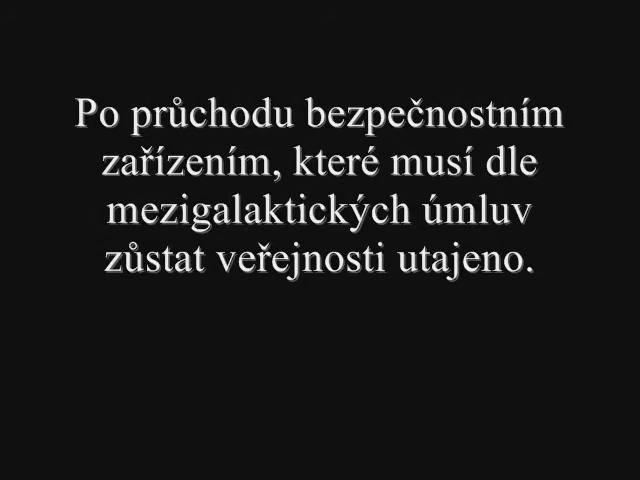 Po průchodu bezpečnostním
zařízením, které musí dle
mezigalaktických úmluv
zůstat veřejnosti utajeno.